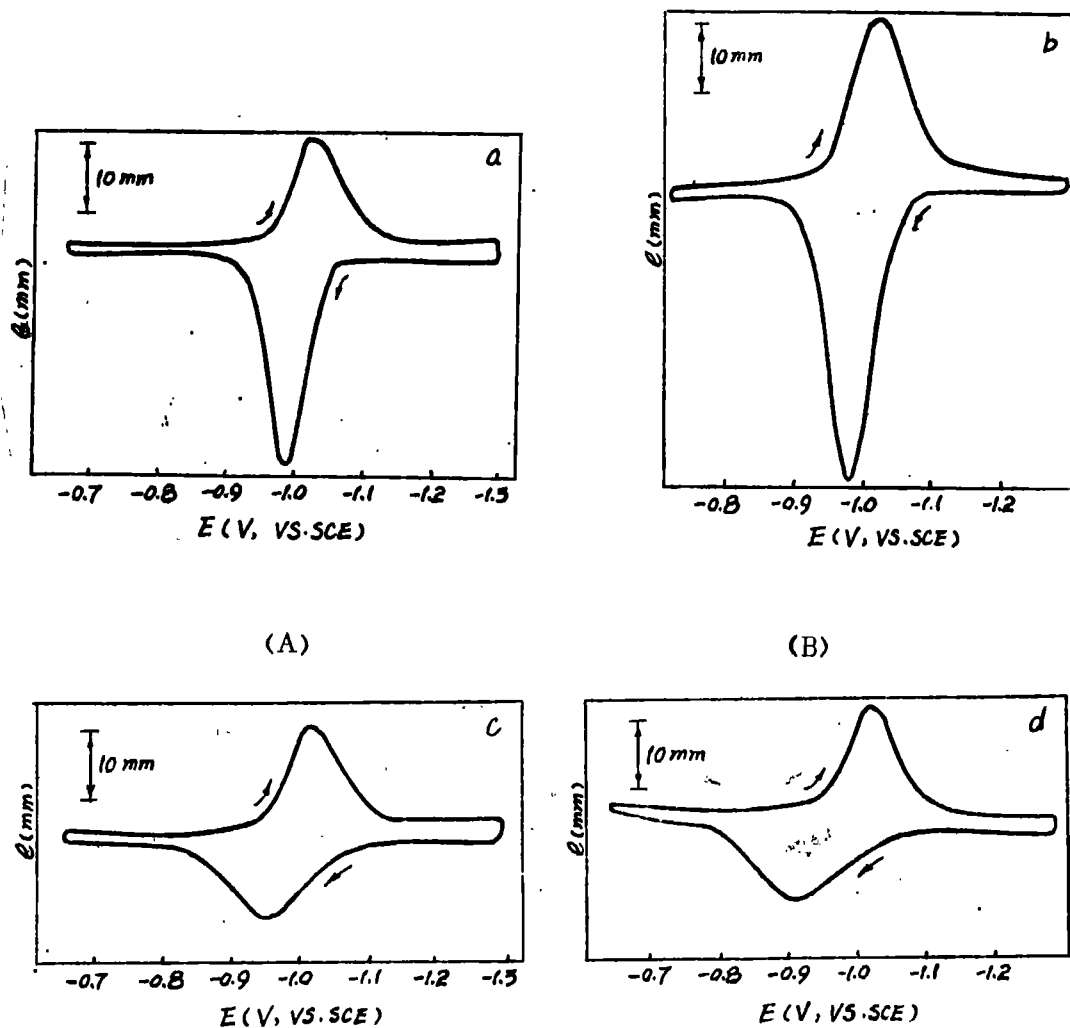 a
10 mm
e (mm)
-0.7 -0.8 -0.9 -1.0 -1.1 -1.2 -1.3
E (V, VS.SCE)
b
10 mm
e (mm)
-0.8 -0.9 -1.0 -1.1 -1.2
E (V, VS.SCE)
(A)
(B)
c
10 mm
e (mm)
-0.7 -0.8 -0.9 -1.0 -1.1 -1.2 -1.3
E (V, VS.SCE)
d
10 mm
e (mm)
-0.7 -0.8 -0.9 -1.0 -1.1 -1.2
E (V, VS.SCE)